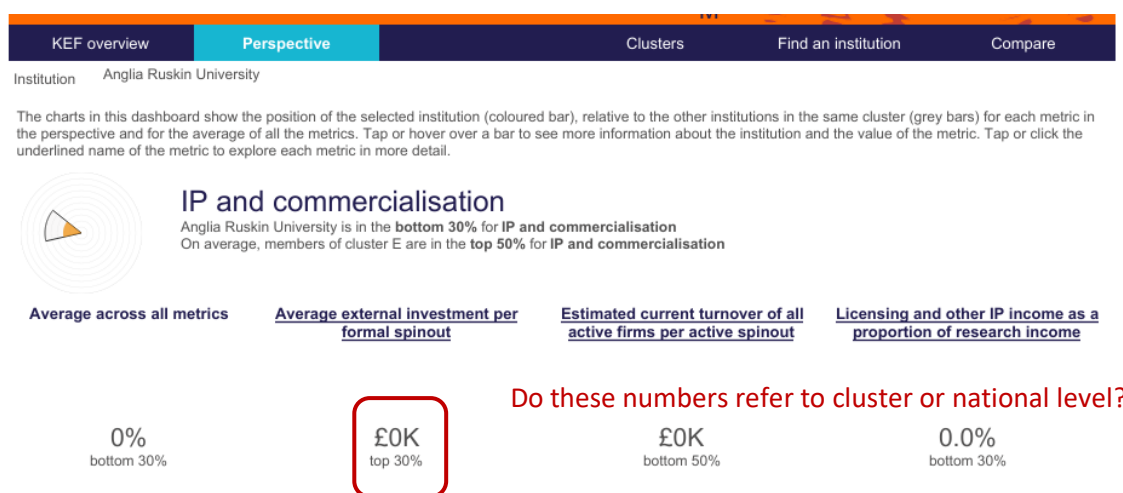 KEF overview Perspective Clusters Find an institution Compare
Institution Anglia Ruskin University
The charts in this dashboard show the position of the selected institution (coloured bar), relative to the other institutions in the same cluster (grey bars) for each metric in
the perspective and for the average of all the metrics. Tap or hover over a bar to see more information about the institution and the value of the metric. Tap or click the
underlined name of the metric to explore each metric in more detail.
IP and commercialisation
Anglia Ruskin University is in the bottom 30% for IP and commercialisation
On average, members of cluster E are in the top 50% for IP and commercialisation
Average across all metrics Average external investment per Estimated current turnover of all Licensing and other IP income as a
formal spinout active firms per active spinout proportion of research income
Do these numbers refer to cluster or national level?
0% £0K £0K 0.0%
bottom 30% top 30% bottom 50% bottom 30%